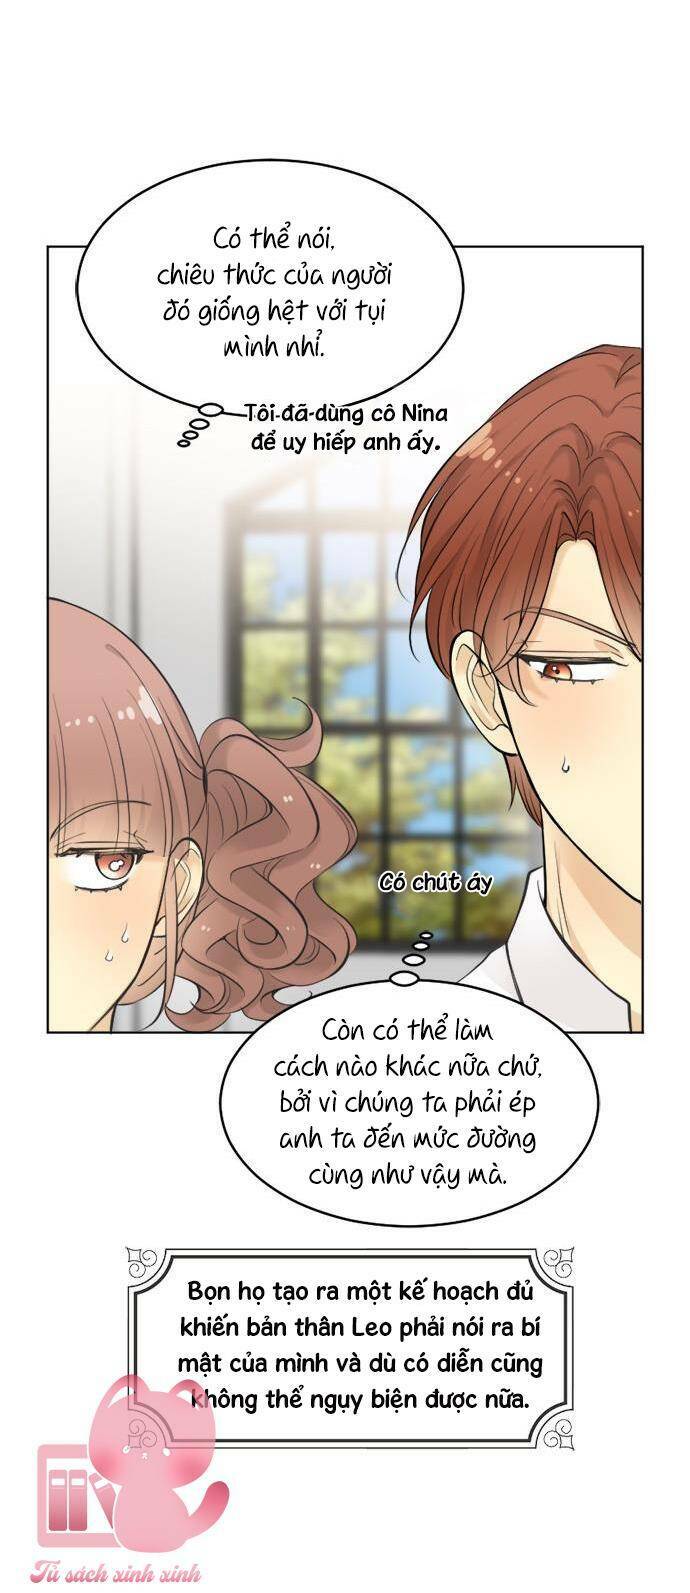 Có thể nói,
chiêu thức của người
đó giống hệt với tụi
mình nhỉ.
Tôi đã dùng cô Nina
để uy hiếp anh ấy.
Có chút áy
Còn có thể làm
cách nào khác nữa chứ,
bởi vì chúng ta phải ép
anh ta đến mức đường
cùng như vậy mà.
Bọn họ tạo ra một kế hoạch đủ
khiến bản thân Leo phải nói ra bí
mật của mình và dù có diễn cũng
không thể ngụy biện được nữa.
Tủ sách xinh xinh